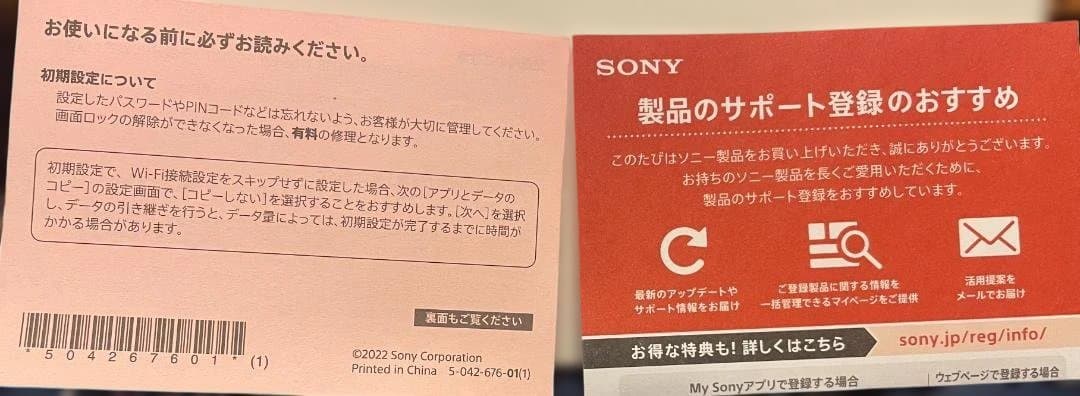 お使いになる前に必ずお読みください。
初期設定について
設定したパスワードやPINコードなどは忘れないよう、お客様が大切に管理してください。
画面ロックの解除ができなくなった場合、有料の修理となります。
初期設定で、Wi-Fi接続設定をスキップせずに設定した場合、次の[アプリとデータの
コピー]の設定画面で、[コピーしない]を選択することをおすすめします。[次へ]を選択
し、データの引き継ぎを行うと、データ量によっては、初期設定が完了するまでに時間が
かかる場合があります。
裏面もご覧ください
*504267601* (1)
©2022 Sony Corporation
Printed in China 5-042-676-01(1)
SONY
製品のサポート登録のおすすめ
このたびはソニー製品をお買い上げいただき、誠にありがとうございます。
お持ちのソニー製品を長くご愛用いただくために、
製品のサポート登録をおすすめしています。
最新のアップデートや
サポート情報をお届け
ご登録製品に関する情報を
一括管理できるマイページをご提供
活用提案を
メールでお届け
お得な特典も! 詳しくはこちら
sony.jp/reg/info/
My Sonyアプリで登録する場合
ウェブページで登録する場合